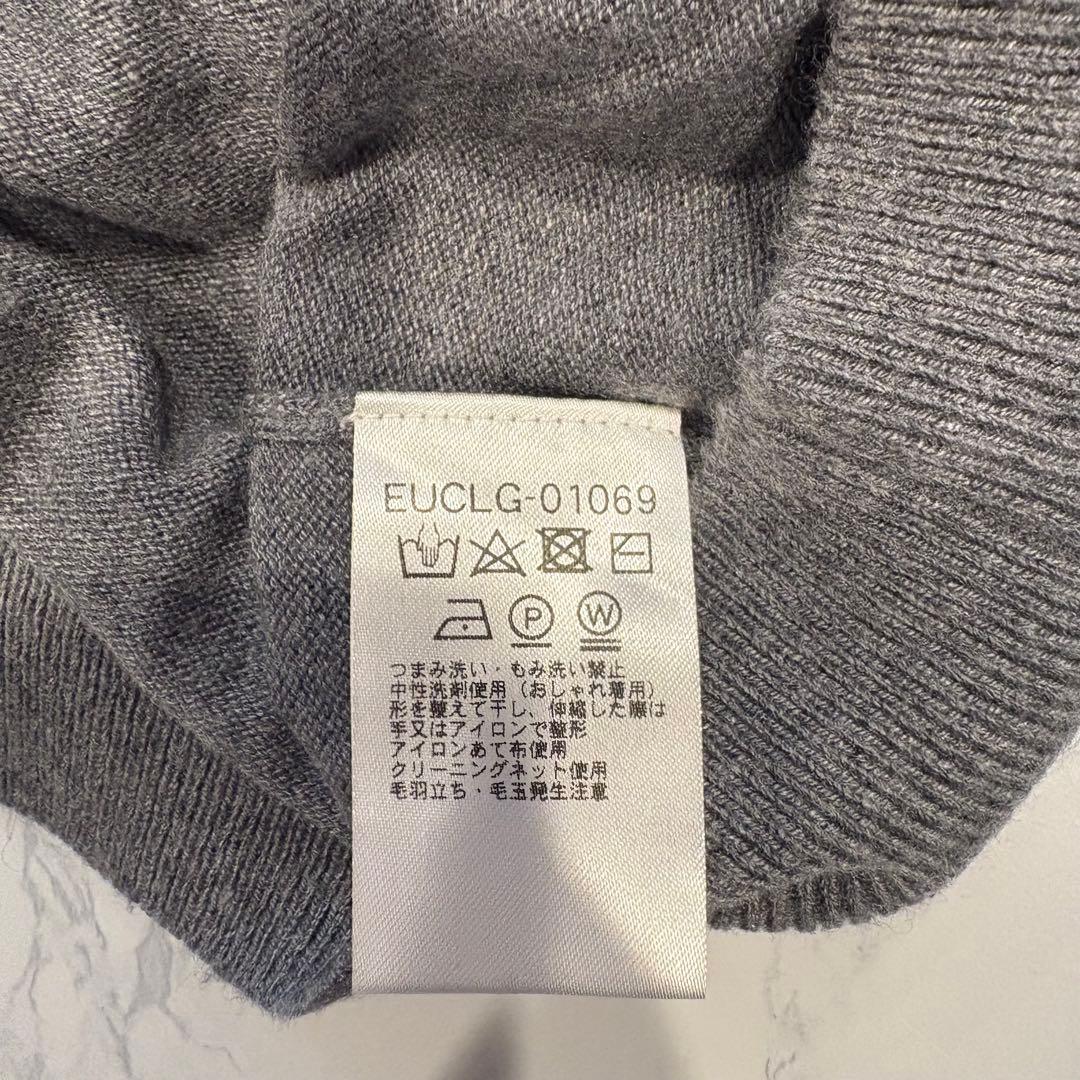 EUCLG-01069
P W
つまみ洗い・もみ洗い禁止
中性洗剤使用（おしゃれ着用）
形を整えて干し、伸縮した際は
手又はアイロンで整形
アイロンあて布使用
クリーニングネット使用
毛羽立ち・毛玉発生注意